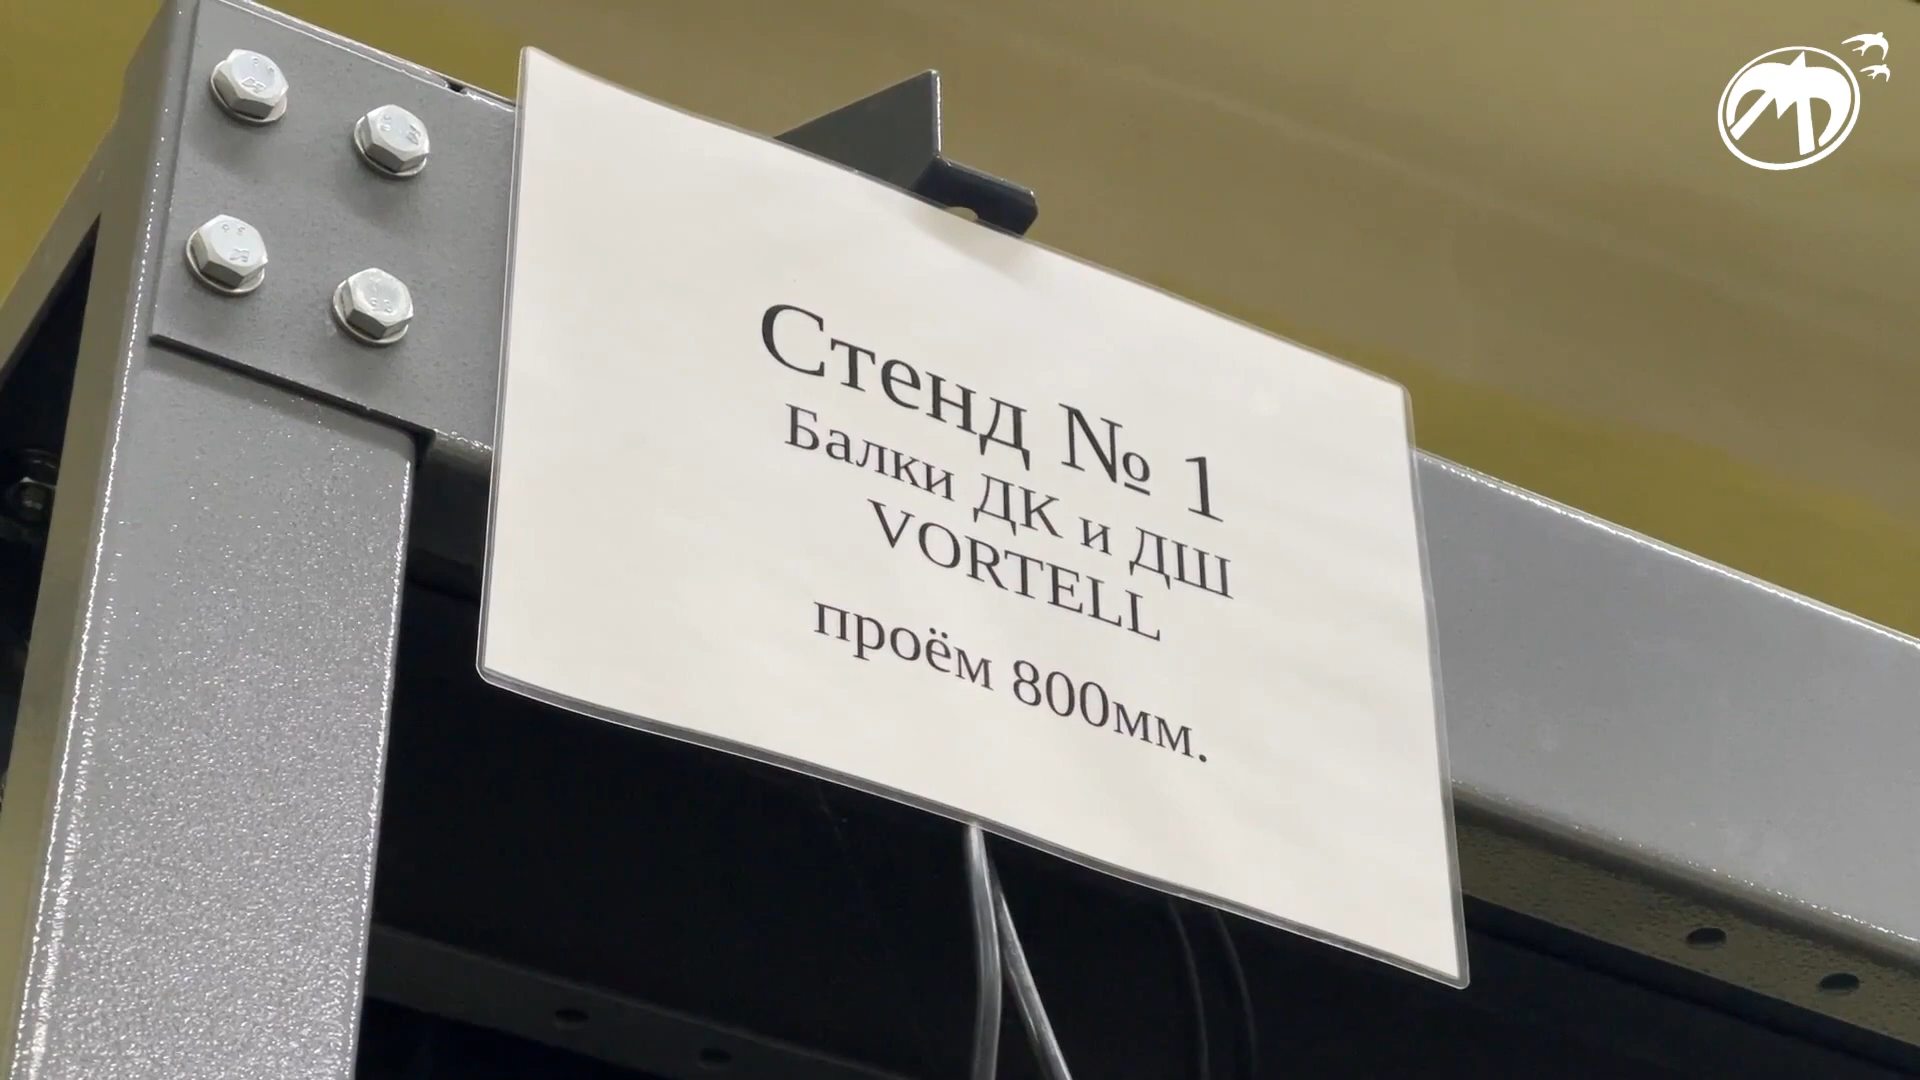 Стенд № 1
Балки ДК и ДШ
VORTELL
проём 800мм.